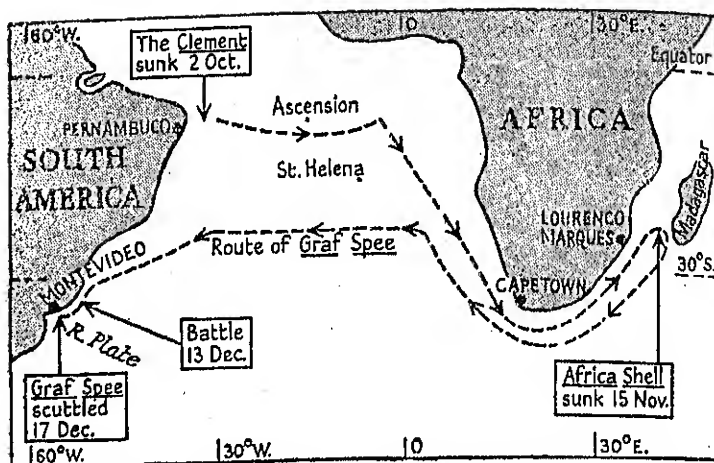 60°W.
The Clement
sunk 2 Oct.
0
30°E.
Equator
Ascension
AFRICA
PERNAMBUCO
SOUTH
AMERICA
St. Helena
Madagascar
LOURENCO
MARQUES
Route of Graf Spee
MONTEVIDEO
30°S.
CAPETOWN
R. Plate
Battle
13 Dec.
Graf Spee
scuttled
17 Dec.
Africa Shell
sunk 15 Nov.
60°W.
30°W.
0
30°E.